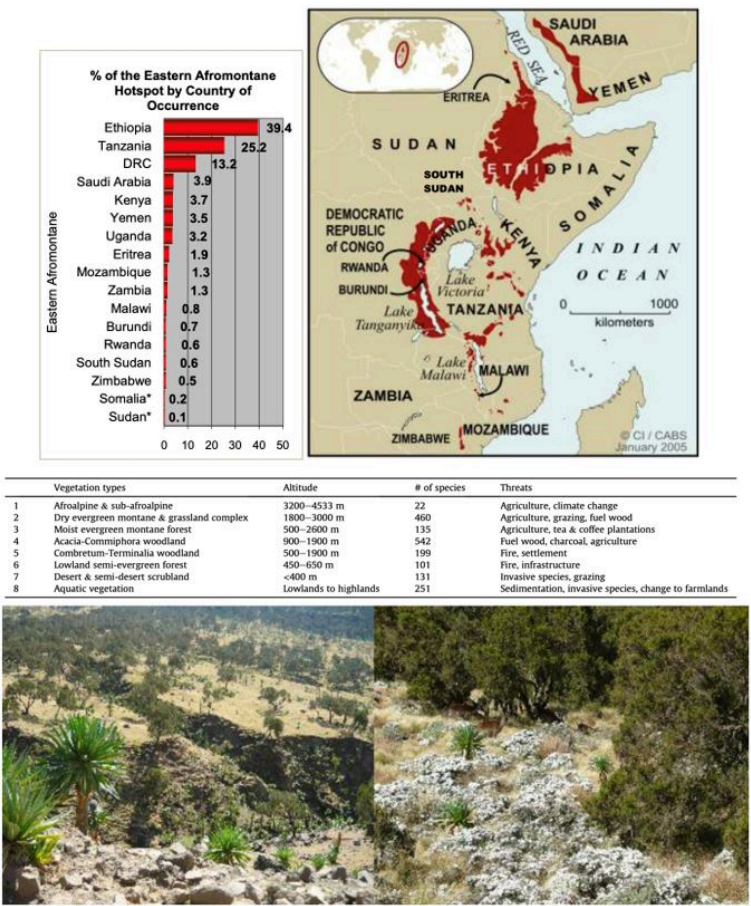 % of the Eastern Afromontane
Hotspot by Country of
Occurrence
Eastern Afromontane
Ethiopia 39.4
Tanzania 25.2
DRC 13.2
Saudi Arabia 3.9
Kenya 3.7
Yemen 3.5
Uganda 3.2
Eritrea 1.9
Mozambique 1.3
Zambia 1.3
Malawi 0.8
Burundi 0.7
Rwanda 0.6
South Sudan 0.6
Zimbabwe 0.5
Somalia* 0.2
Sudan* 0.1
0 10 20 30 40 50
SAUDI
ARABIA
RED SEA
YEMEN
ERITREA
SUDAN
ETHIOPIA
SOUTH
SUDAN
SOMALIA
DEMOCRATIC
REPUBLIC
of CONGO
UGANDA
KENYA
INDIAN
OCEAN
RWANDA
BURUNDI
Lake
Victoria
Lake
Tanganyika
TANZANIA
0 1000
kilometers
Lake
Malawi
MALAWI
ZAMBIA
ZIMBABWE
MOZAMBIQUE
© CI / CABS
January 2005
Vegetation types Altitude # of species Threats
1 Afroalpine & sub-afroalpine 3200–4533 m 22 Agriculture, climate change
2 Dry evergreen montane & grassland complex 1800–3000 m 460 Agriculture, grazing, fuel wood
3 Moist evergreen montane forest 500–2600 m 135 Agriculture, tea & coffee plantations
4 Acacia-Commiphora woodland 900–1900 m 542 Fuel wood, charcoal, agriculture
5 Combretum-Terminalia woodland 500–1900 m 199 Fire, settlement
6 Lowland semi-evergreen forest 450–650 m 101 Fire, infrastructure
7 Desert & semi-desert scrubland <400 m 131 Invasive species, grazing
8 Aquatic vegetation Lowlands to highlands 251 Sedimentation, invasive species, change to farmlands